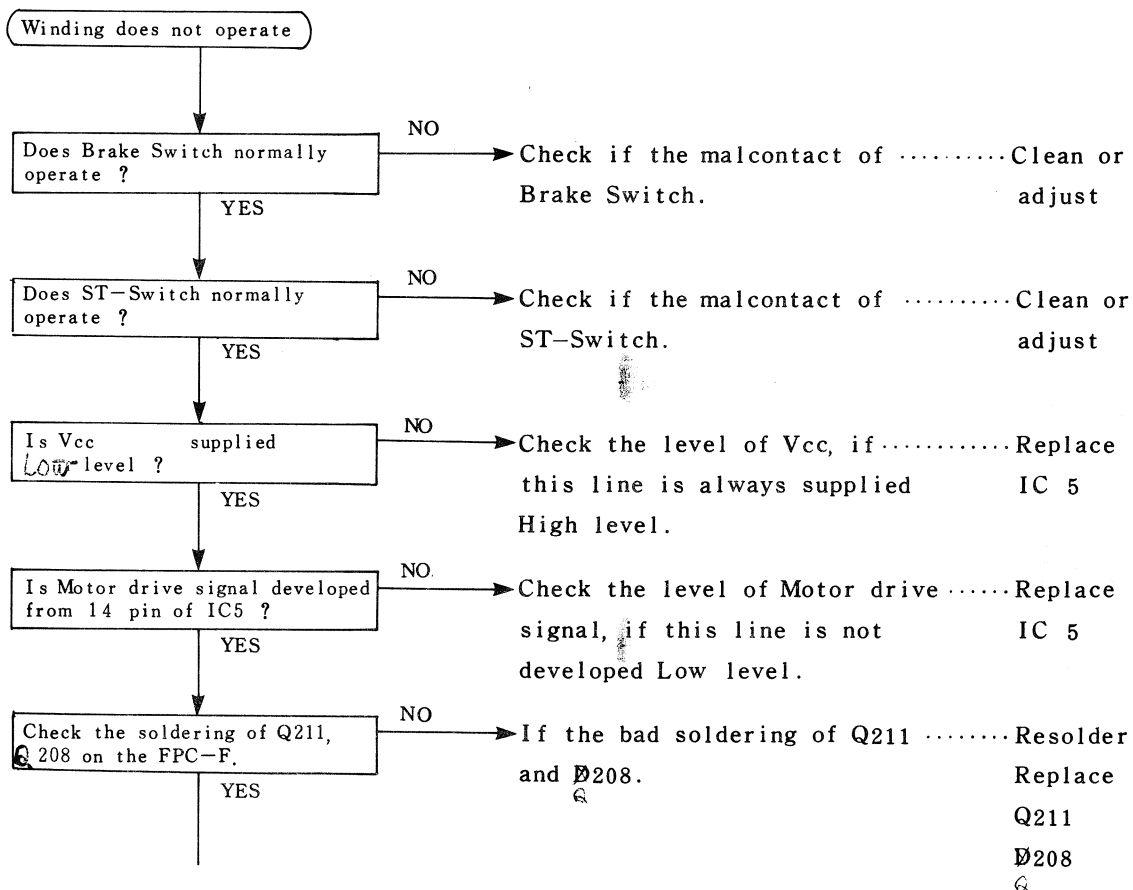 Winding does not operate
NO
Does Brake Switch normally
operate ?
Check if the malcontact of ·········· Clean or
Brake Switch. adjust
YES
NO
Does ST-Switch normally
operate ?
Check if the malcontact of ·········· Clean or
ST-Switch. adjust
YES
NO
Is Vcc supplied
Low level ?
Check the level of Vcc, if ············ Replace
this line is always supplied IC 5
High level.
YES
NO
Is Motor drive signal developed
from 14 pin of IC5 ?
Check the level of Motor drive ······ Replace
signal, if this line is not IC 5
developed Low level.
YES
NO
Check the soldering of Q211,
Q 208 on the FPC-F.
If the bad soldering of Q211 ········ Resolder
and D208. Replace
Q
YES
Q211
D208
Q